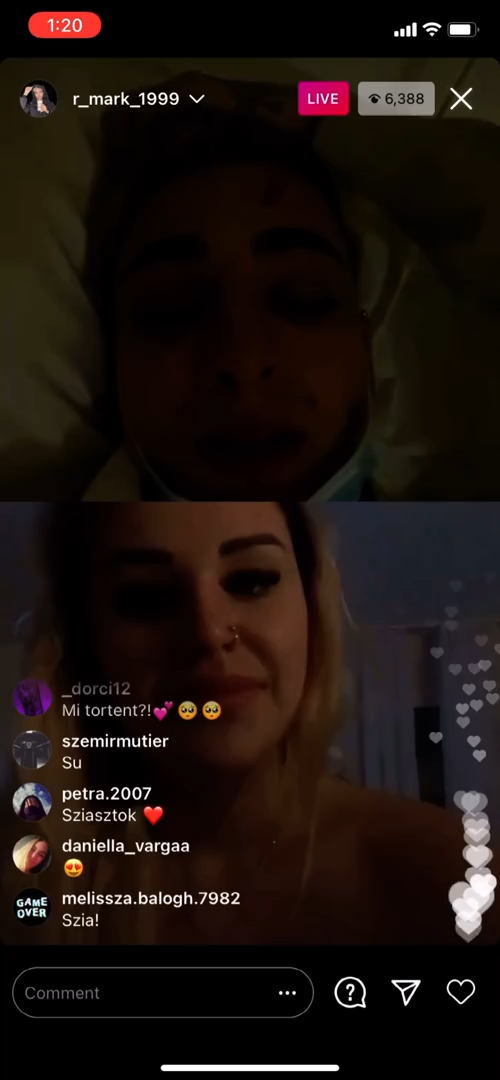 1:20
r_mark_1999
LIVE
6,388
_dorci12
Mi tortent?!💕🥺🥺
szemirmutier
Su
petra.2007
Sziasztok ❤️
daniella_vargaa
😍
GAME
OVER
melissza.balogh.7982
Szia!
Comment